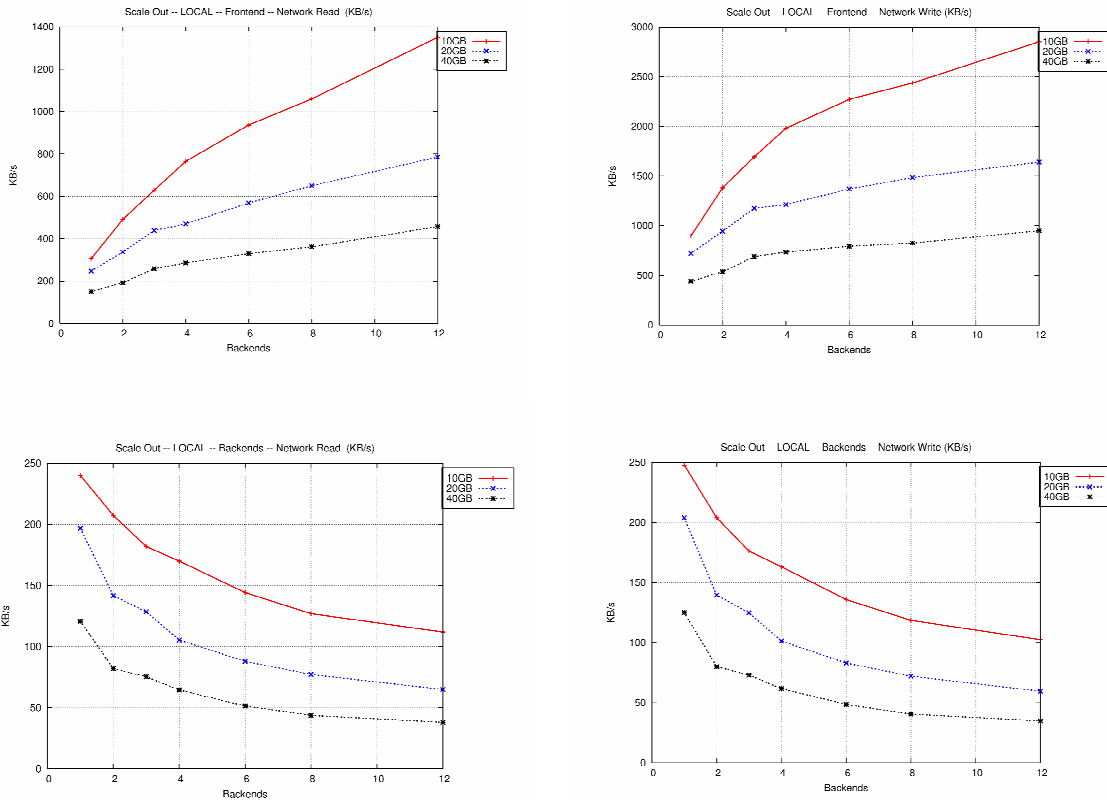 Scale Out -- LOCAL -- Frontend -- Network Read (KB/s)
1400
1200
1000
800
600
400
200
0
KB/s
0 2 4 6 8 10 12
Backends
10GB
20GB
40GB
Scale Out LOCAL Frontend Network Write (KB/s)
3000
2500
2000
1500
1000
500
0
KB/s
0 2 4 6 8 10 12
Backends
10GB
20GB
40GB
Scale Out -- LOCAL -- Backends -- Network Read (KB/s)
250
200
150
100
50
0
KB/s
0 2 4 6 8 10 12
Backends
10GB
20GB
40GB
Scale Out LOCAL Backends Network Write (KB/s)
250
200
150
100
50
0
KB/s
0 2 4 6 8 10 12
Backends
10GB
20GB
40GB